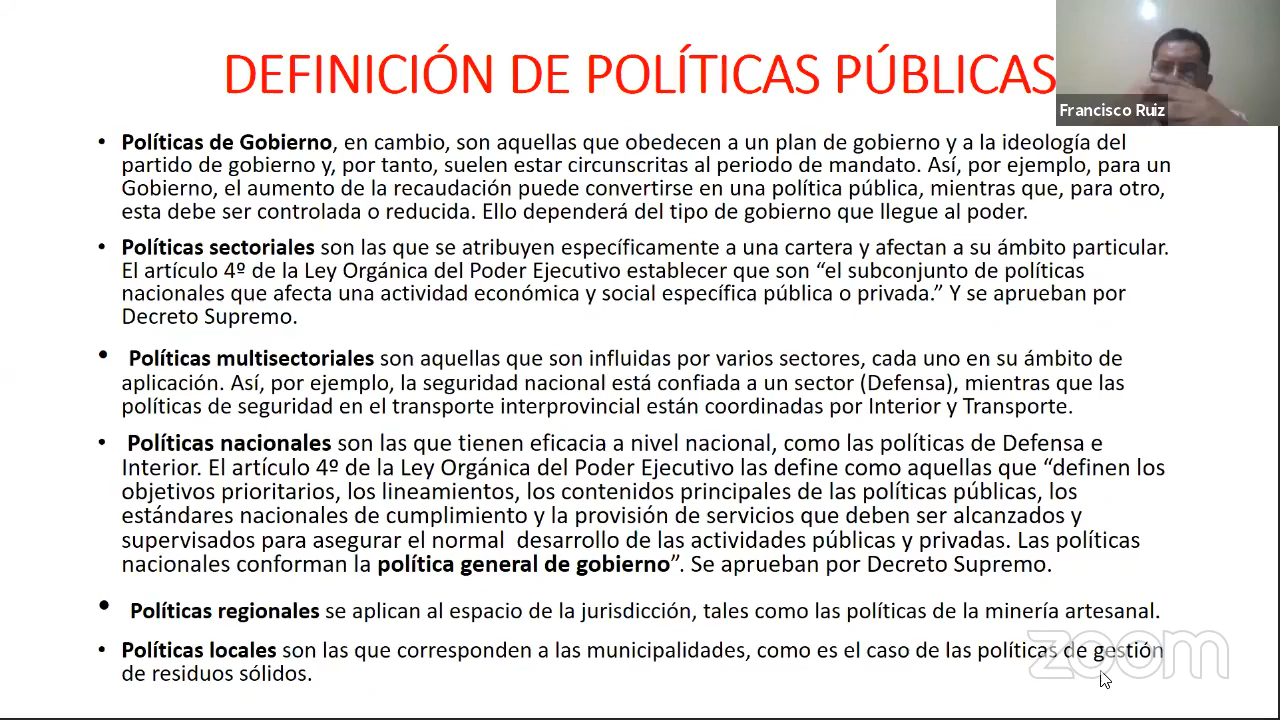 DEFINICIÓN DE POLÍTICAS PÚBLICAS
Francisco Ruiz
• Políticas de Gobierno, en cambio, son aquellas que obedecen a un plan de gobierno y a la ideología del
partido de gobierno y, por tanto, suelen estar circunscritas al periodo de mandato. Así, por ejemplo, para un
Gobierno, el aumento de la recaudación puede convertirse en una política pública, mientras que, para otro,
esta debe ser controlada o reducida. Ello dependerá del tipo de gobierno que llegue al poder.
• Políticas sectoriales son las que se atribuyen específicamente a una cartera y afectan a su ámbito particular.
El artículo 4º de la Ley Orgánica del Poder Ejecutivo establecer que son “el subconjunto de políticas
nacionales que afecta una actividad económica y social específica pública o privada.” Y se aprueban por
Decreto Supremo.
• Políticas multisectoriales son aquellas que son influidas por varios sectores, cada uno en su ámbito de
aplicación. Así, por ejemplo, la seguridad nacional está confiada a un sector (Defensa), mientras que las
políticas de seguridad en el transporte interprovincial están coordinadas por Interior y Transporte.
• Políticas nacionales son las que tienen eficacia a nivel nacional, como las políticas de Defensa e
Interior. El artículo 4º de la Ley Orgánica del Poder Ejecutivo las define como aquellas que “definen los
objetivos prioritarios, los lineamientos, los contenidos principales de las políticas públicas, los
estándares nacionales de cumplimiento y la provisión de servicios que deben ser alcanzados y
supervisados para asegurar el normal desarrollo de las actividades públicas y privadas. Las políticas
nacionales conforman la política general de gobierno”. Se aprueban por Decreto Supremo.
• Políticas regionales se aplican al espacio de la jurisdicción, tales como las políticas de la minería artesanal.
• Políticas locales son las que corresponden a las municipalidades, como es el caso de las políticas de gestión
de residuos sólidos.
zoom